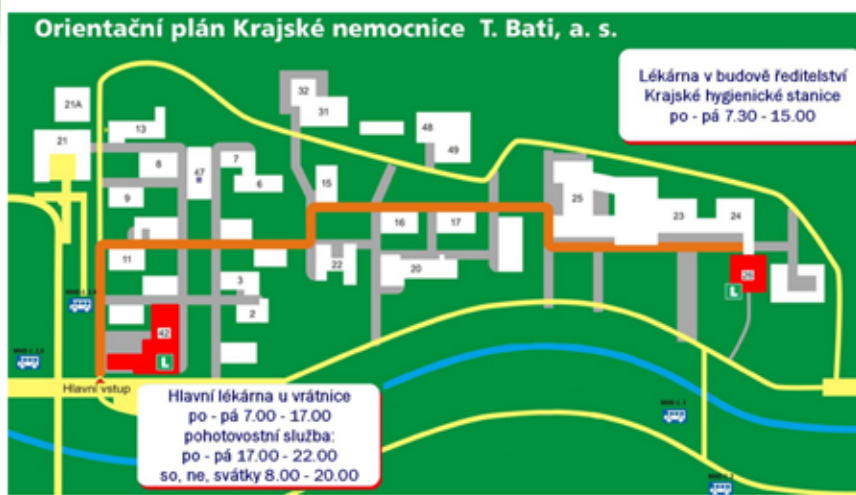 Orientační plán Krajské nemocnice T. Bati, a. s.
Lékárna v budově ředitelství
Krajské hygienické stanice
po - pá 7.30 - 15.00
21A
21
13
8
9
47
7
6
11
3
2
42
L
32
31
15
48
49
16
17
22
20
25
23
24
26
L
Hlavní vstup
Hlavní lékárna u vrátnice
po - pá 7.00 - 17.00
pohotovostní služba:
po - pá 17.00 - 22.00
so, ne, svátky 8.00 - 20.00